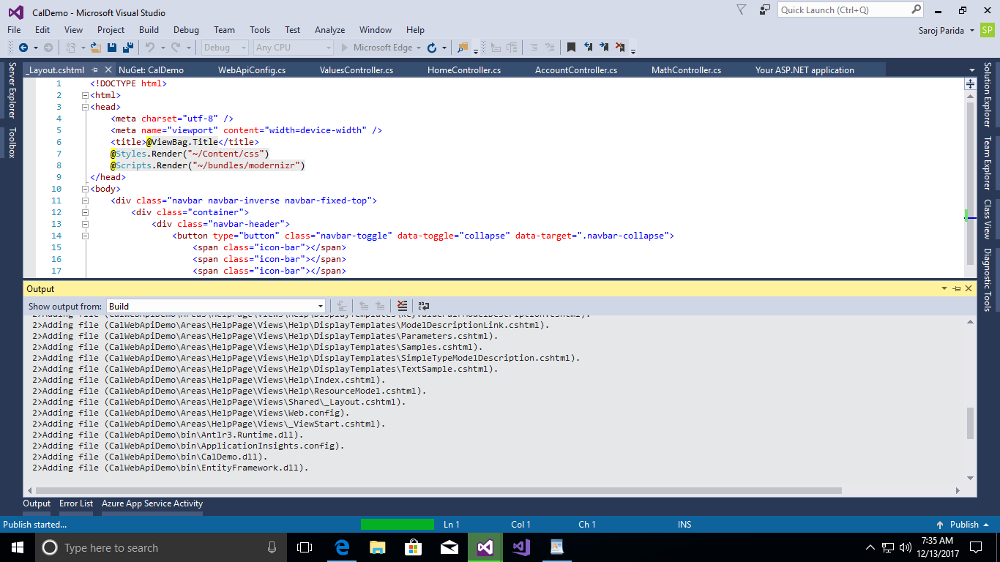 CalDemo - Microsoft Visual Studio
Quick Launch (Ctrl+Q)
File Edit View Project Build Debug Team Tools Test Analyze Window Help
Saroj Parida SP
Debug Any CPU Microsoft Edge
_Layout.cshtml NuGet: CalDemo WebApiConfig.cs ValuesController.cs HomeController.cs AccountController.cs MathController.cs Your ASP.NET application
Server Explorer
Toolbox
Solution Explorer
Team Explorer
Class View
Diagnostic Tools
1 <!DOCTYPE html>
2 <html>
3 <head>
4 <meta charset="utf-8" />
5 <meta name="viewport" content="width=device-width" />
6 <title>@ViewBag.Title</title>
7 @Styles.Render("~/Content/css")
8 @Scripts.Render("~/bundles/modernizr")
9 </head>
10 <body>
11 <div class="navbar navbar-inverse navbar-fixed-top">
12 <div class="container">
13 <div class="navbar-header">
14 <button type="button" class="navbar-toggle" data-toggle="collapse" data-target=".navbar-collapse">
15 <span class="icon-bar"></span>
16 <span class="icon-bar"></span>
17 <span class="icon-bar"></span>
Output
Show output from: Build
2>Adding file (CalWebApiDemo\Areas\HelpPage\Views\Help\DisplayTemplates\KeyValuePairModelDescription.cshtml).
2>Adding file (CalWebApiDemo\Areas\HelpPage\Views\Help\DisplayTemplates\ModelDescriptionLink.cshtml).
2>Adding file (CalWebApiDemo\Areas\HelpPage\Views\Help\DisplayTemplates\Parameters.cshtml).
2>Adding file (CalWebApiDemo\Areas\HelpPage\Views\Help\DisplayTemplates\Samples.cshtml).
2>Adding file (CalWebApiDemo\Areas\HelpPage\Views\Help\DisplayTemplates\SimpleTypeModelDescription.cshtml).
2>Adding file (CalWebApiDemo\Areas\HelpPage\Views\Help\DisplayTemplates\TextSample.cshtml).
2>Adding file (CalWebApiDemo\Areas\HelpPage\Views\Help\Index.cshtml).
2>Adding file (CalWebApiDemo\Areas\HelpPage\Views\Help\ResourceModel.cshtml).
2>Adding file (CalWebApiDemo\Areas\HelpPage\Views\Shared\_Layout.cshtml).
2>Adding file (CalWebApiDemo\Areas\HelpPage\Views\Web.config).
2>Adding file (CalWebApiDemo\Areas\HelpPage\Views\_ViewStart.cshtml).
2>Adding file (CalWebApiDemo\bin\Antlr3.Runtime.dll).
2>Adding file (CalWebApiDemo\bin\ApplicationInsights.config).
2>Adding file (CalWebApiDemo\bin\CalDemo.dll).
2>Adding file (CalWebApiDemo\bin\EntityFramework.dll).
Output Error List Azure App Service Activity
Publish started... Ln 1 Col 1 Ch 1 INS Publish
Type here to search
7:35 AM
12/13/2017